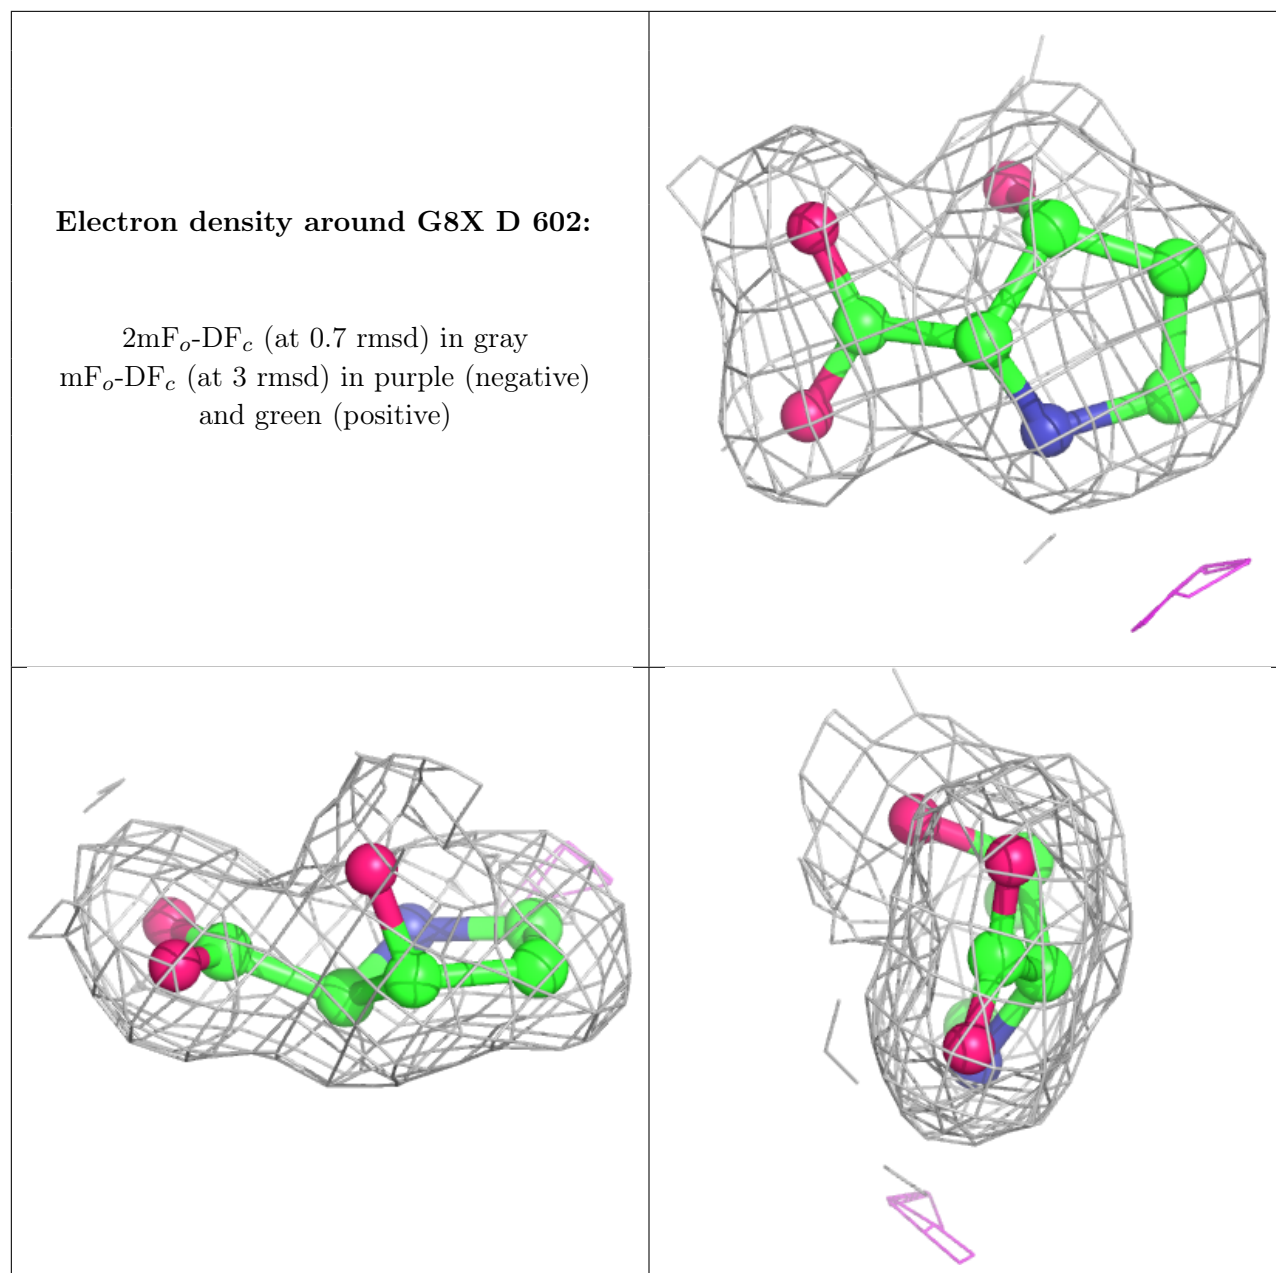 Electron density around G8X D 602:
2mFo-DFc (at 0.7 rmsd) in gray
mFo-DFc (at 3 rmsd) in purple (negative)
and green (positive)